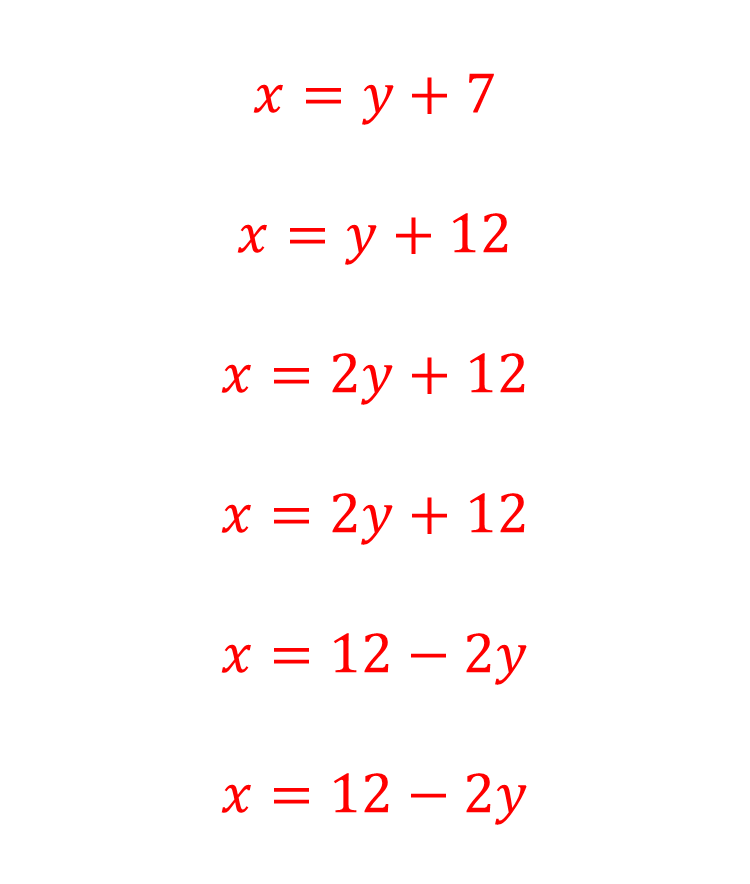 x = y + 7
x = y + 12
x = 2y + 12
x = 2y + 12
x = 12 − 2y
x = 12 − 2y